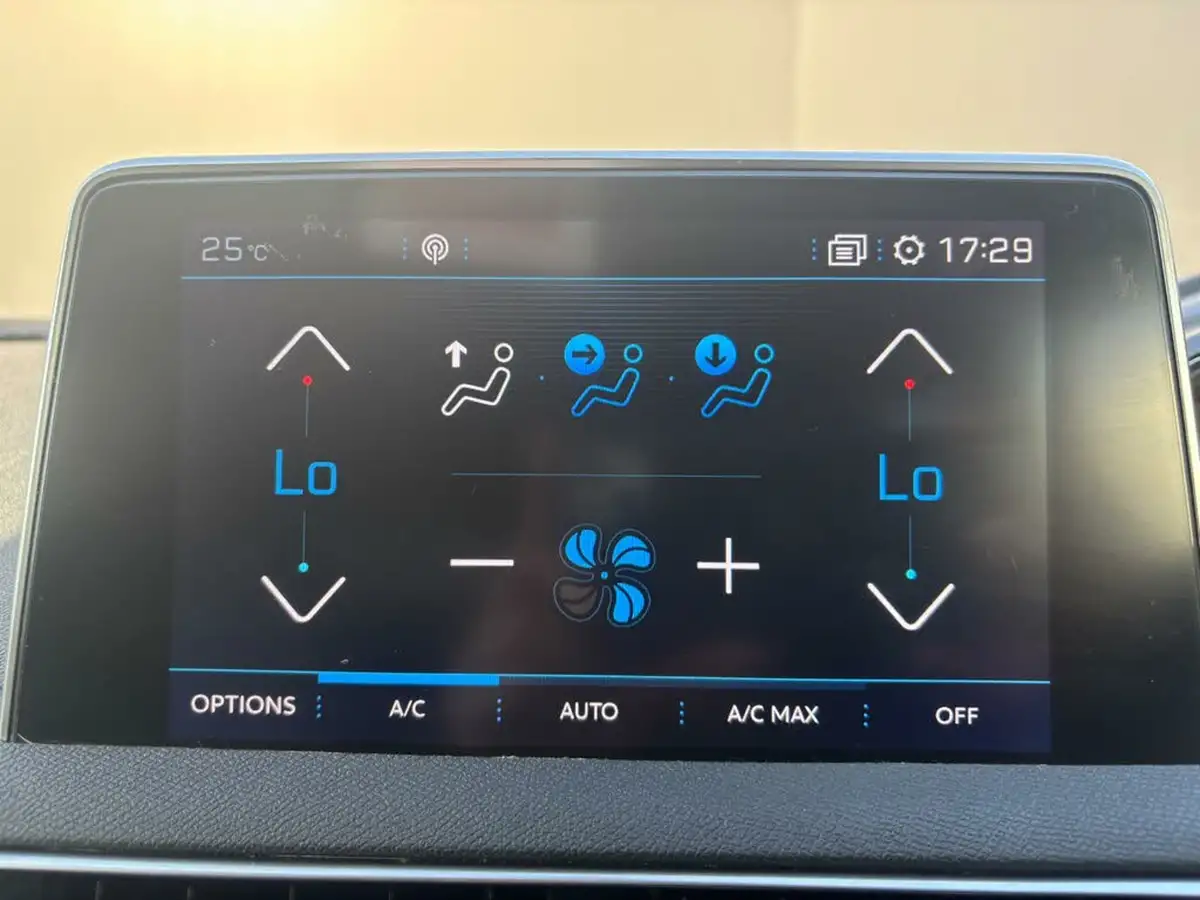 25°C 17:29
Lo Lo
OPTIONS A/C AUTO A/C MAX OFF